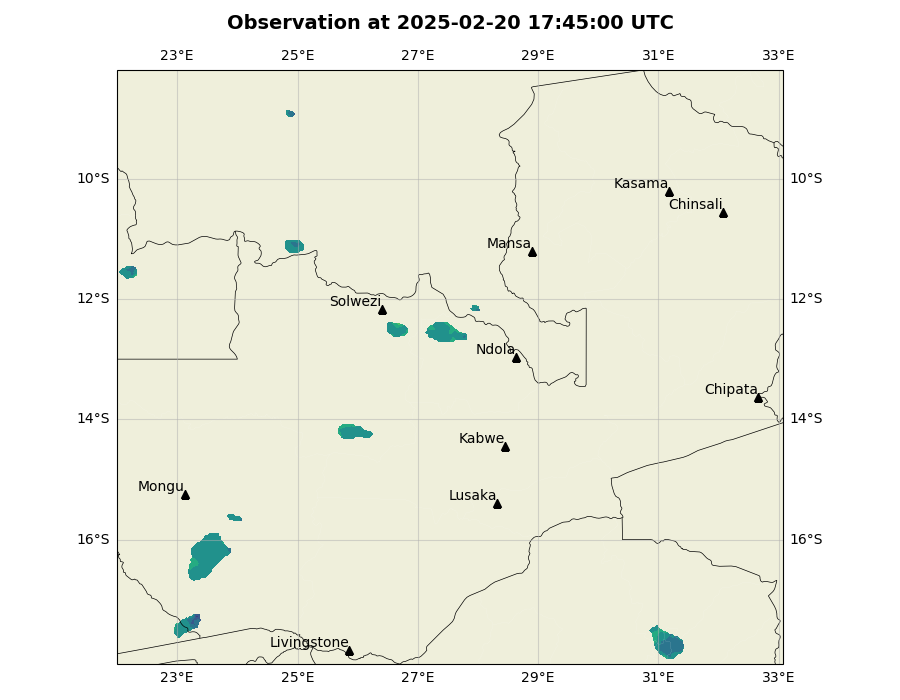 Observation at 2025-02-20 17:45:00 UTC
23°E 25°E 27°E 29°E 31°E 33°E
10°S 10°S
Kasama
Chinsali
Mansa
12°S 12°S
Solwezi
Ndola
Chipata
14°S 14°S
Kabwe
Mongu
Lusaka
16°S 16°S
Livingstone
23°E 25°E 27°E 29°E 31°E 33°E